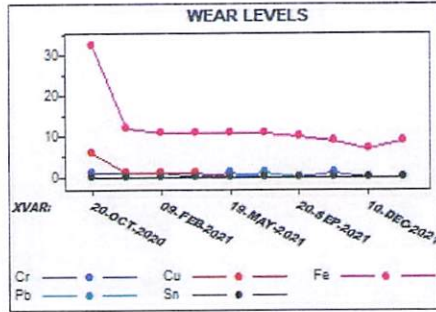 WEAR LEVELS
30
20
10
0
XVAR:
20-OCT-2020
09-FEB-2021
19-MAY-2021
20-SEP-2021
10-DEC-2021
Cr Cu Fe
Pb Sn